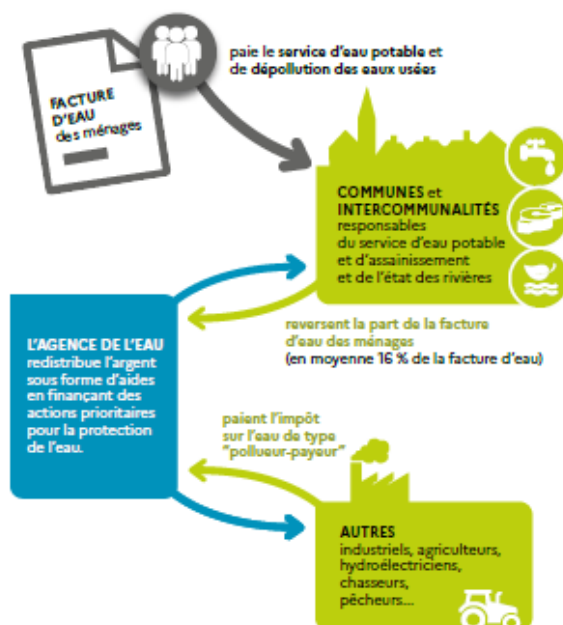 paie le service d'eau potable et
de dépollution des eaux usées
FACTURE
D'EAU
des ménages
COMMUNES et
INTERCOMMUNALITÉS
responsables
du service d'eau potable
et d'assainissement
et de l'état des rivières
reversent la part de la facture
d'eau des ménages
(en moyenne 16 % de la facture d'eau)
L'AGENCE DE L'EAU
redistribue l'argent
sous forme d'aides
en finançant des
actions prioritaires
pour la protection
de l'eau.
paient l'impôt
sur l'eau de type
"pollueur-payeur"
AUTRES
industriels, agriculteurs,
hydroélectriciens,
chasseurs,
pêcheurs...